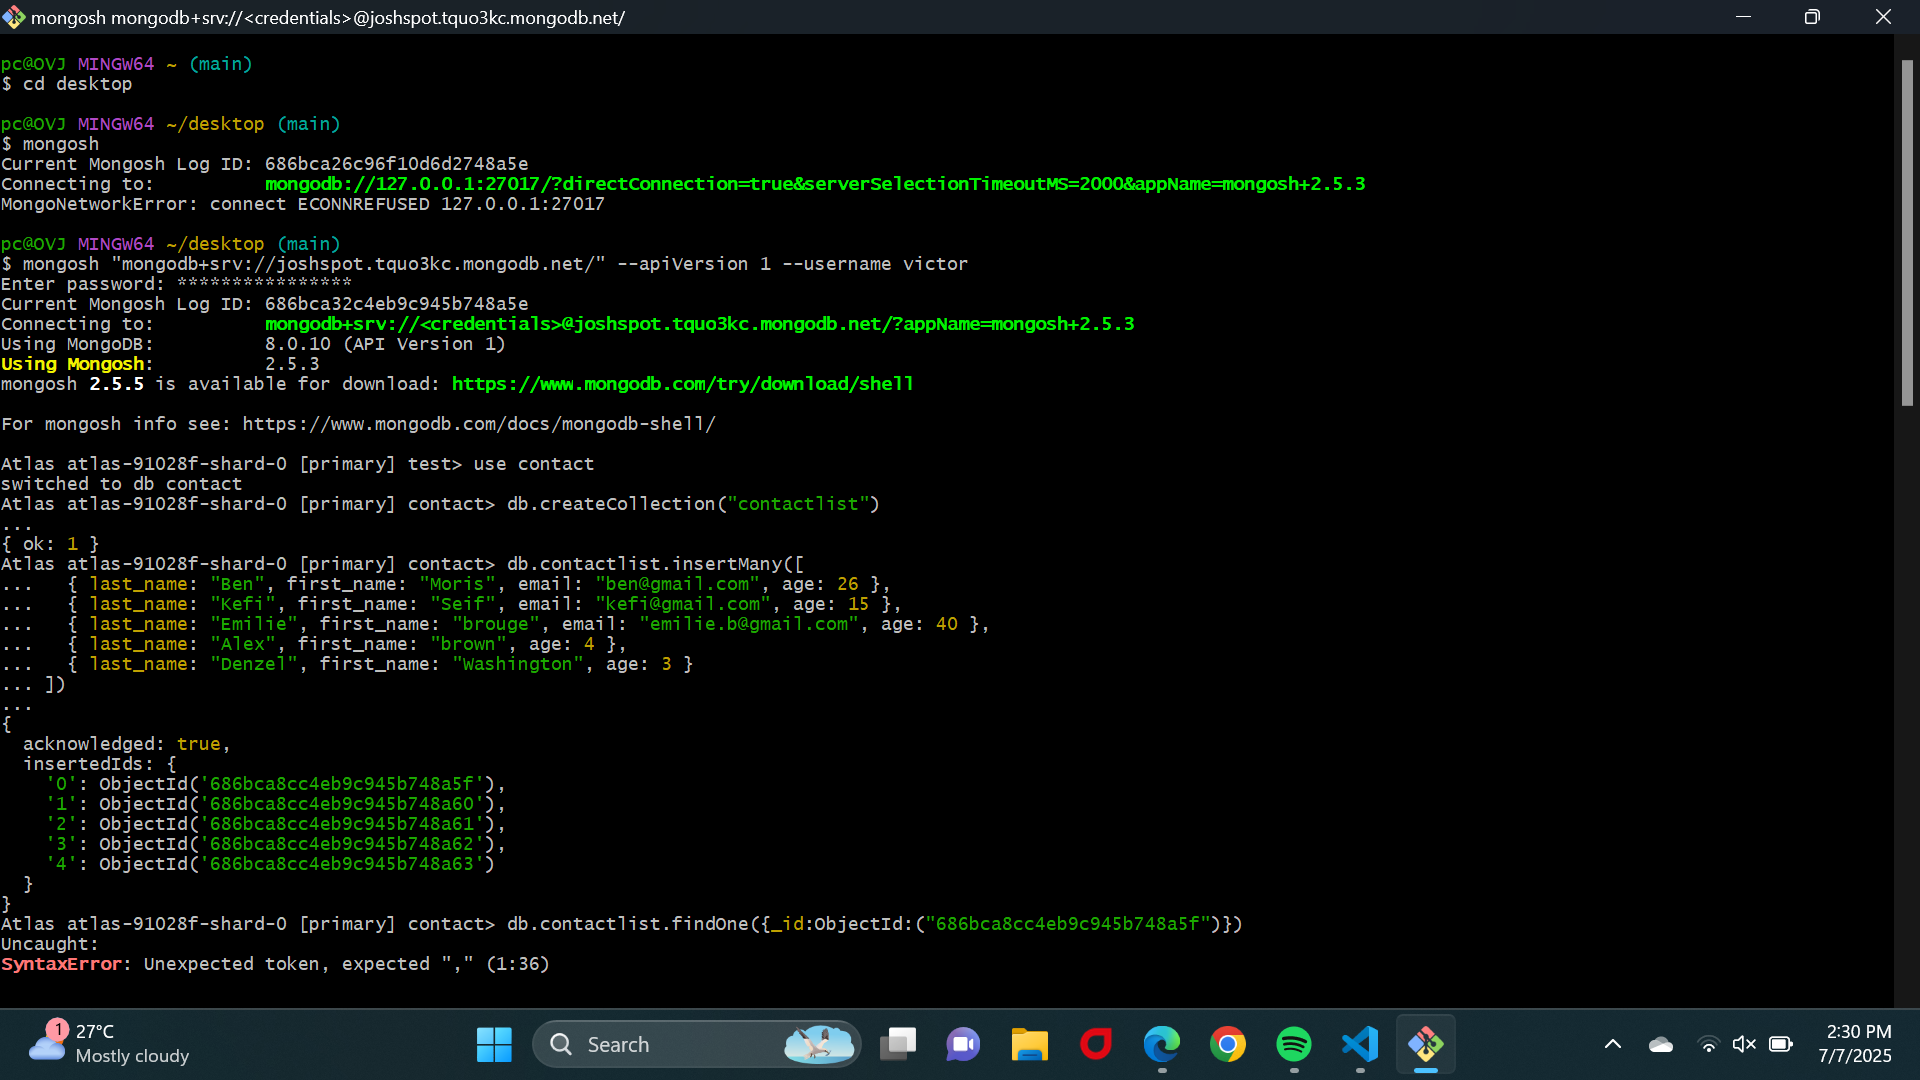 mongosh mongodb+srv://<credentials>@joshspot.tquo3kc.mongodb.net/
pc@OVJ MINGW64 ~ (main)
$ cd desktop
pc@OVJ MINGW64 ~/desktop (main)
$ mongosh
Current Mongosh Log ID: 686bca26c96f10d6d2748a5e
Connecting to:          mongodb://127.0.0.1:27017/?directConnection=true&serverSelectionTimeoutMS=2000&appName=mongosh+2.5.3
MongoNetworkError: connect ECONNREFUSED 127.0.0.1:27017
pc@OVJ MINGW64 ~/desktop (main)
$ mongosh "mongodb+srv://joshspot.tquo3kc.mongodb.net/" --apiVersion 1 --username victor
Enter password: ****************
Current Mongosh Log ID: 686bca32c4eb9c945b748a5e
Connecting to:          mongodb+srv://<credentials>@joshspot.tquo3kc.mongodb.net/?appName=mongosh+2.5.3
Using MongoDB:          8.0.10 (API Version 1)
Using Mongosh:          2.5.3
mongosh 2.5.5 is available for download: https://www.mongodb.com/try/download/shell
For mongosh info see: https://www.mongodb.com/docs/mongodb-shell/
Atlas atlas-91028f-shard-0 [primary] test> use contact
switched to db contact
Atlas atlas-91028f-shard-0 [primary] contact> db.createCollection("contactlist")
...
{ ok: 1 }
Atlas atlas-91028f-shard-0 [primary] contact> db.contactlist.insertMany([
...   { last_name: "Ben", first_name: "Moris", email: "ben@gmail.com", age: 26 },
...   { last_name: "Kefi", first_name: "Seif", email: "kefi@gmail.com", age: 15 },
...   { last_name: "Emilie", first_name: "brouge", email: "emilie.b@gmail.com", age: 40 },
...   { last_name: "Alex", first_name: "brown", age: 4 },
...   { last_name: "Denzel", first_name: "Washington", age: 3 }
... ])
...
{
  acknowledged: true,
  insertedIds: {
    '0': ObjectId('686bca8cc4eb9c945b748a5f'),
    '1': ObjectId('686bca8cc4eb9c945b748a60'),
    '2': ObjectId('686bca8cc4eb9c945b748a61'),
    '3': ObjectId('686bca8cc4eb9c945b748a62'),
    '4': ObjectId('686bca8cc4eb9c945b748a63')
  }
}
Atlas atlas-91028f-shard-0 [primary] contact> db.contactlist.findOne({_id:ObjectId:("686bca8cc4eb9c945b748a5f")})
Uncaught:
SyntaxError: Unexpected token, expected "," (1:36)
1
27°C
Mostly cloudy
Search
2:30 PM
7/7/2025